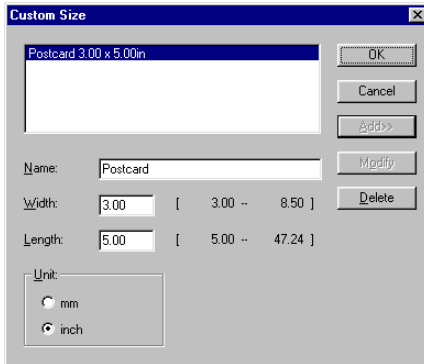 Custom Size
Postcard 3.00 x 5.00in
OK
Cancel
Add>>
Name: Postcard
Modify
Width: 3.00 [ 3.00 -- 8.50 ]
Delete
Length: 5.00 [ 5.00 -- 47.24 ]
Unit:
mm
inch